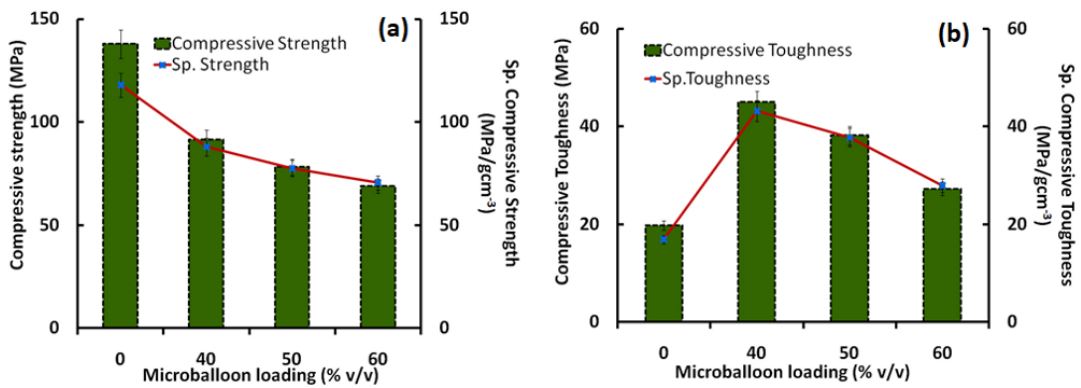 (a)
150
100
50
0
Compressive strength (MPa)
Compressive Strength
Sp. Strength
150
100
50
0
Sp. Compressive Strength
(MPa/gcm⁻³)
0 40 50 60
Microballoon loading (% v/v)
(b)
60
40
20
0
Compressive Toughness (MPa)
Compressive Toughness
Sp.Toughness
60
40
20
0
Sp. Compressive Toughness
(MPa/gcm⁻³)
0 40 50 60
Microballoon loading (% v/v)